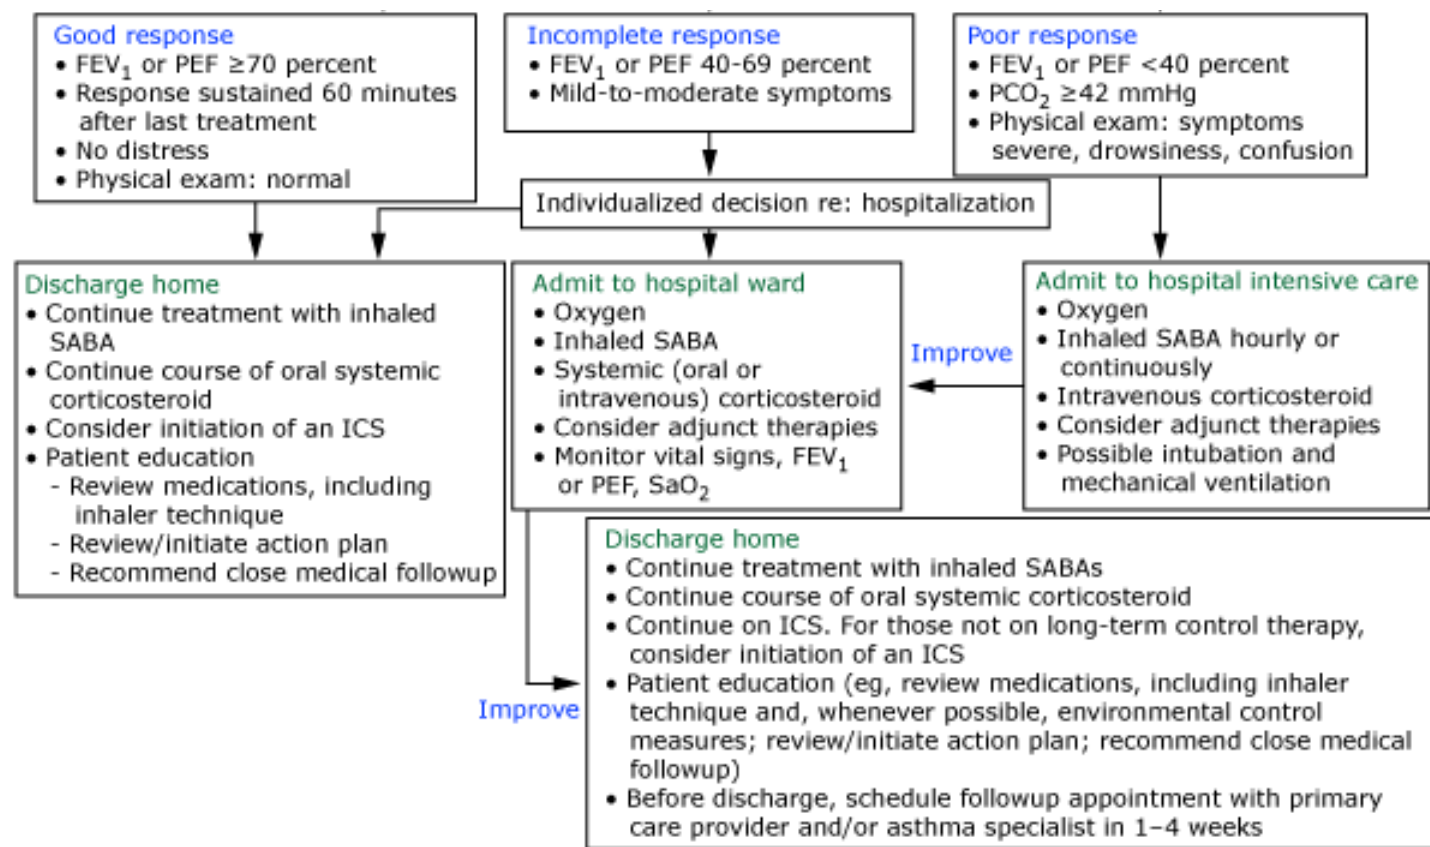 Good response
• FEV1 or PEF ≥70 percent
• Response sustained 60 minutes
after last treatment
• No distress
• Physical exam: normal
Incomplete response
• FEV1 or PEF 40-69 percent
• Mild-to-moderate symptoms
Poor response
• FEV1 or PEF <40 percent
• PCO2 ≥42 mmHg
• Physical exam: symptoms
severe, drowsiness, confusion
Individualized decision re: hospitalization
Discharge home
• Continue treatment with inhaled
SABA
• Continue course of oral systemic
corticosteroid
• Consider initiation of an ICS
• Patient education
- Review medications, including
inhaler technique
- Review/initiate action plan
- Recommend close medical followup
Admit to hospital ward
• Oxygen
• Inhaled SABA
• Systemic (oral or
intravenous) corticosteroid
• Consider adjunct therapies
• Monitor vital signs, FEV1
or PEF, SaO2
Improve
Admit to hospital intensive care
• Oxygen
• Inhaled SABA hourly or
continuously
• Intravenous corticosteroid
• Consider adjunct therapies
• Possible intubation and
mechanical ventilation
Improve
Discharge home
• Continue treatment with inhaled SABAs
• Continue course of oral systemic corticosteroid
• Continue on ICS. For those not on long-term control therapy,
consider initiation of an ICS
• Patient education (eg, review medications, including inhaler
technique and, whenever possible, environmental control
measures; review/initiate action plan; recommend close medical
followup)
• Before discharge, schedule followup appointment with primary
care provider and/or asthma specialist in 1–4 weeks